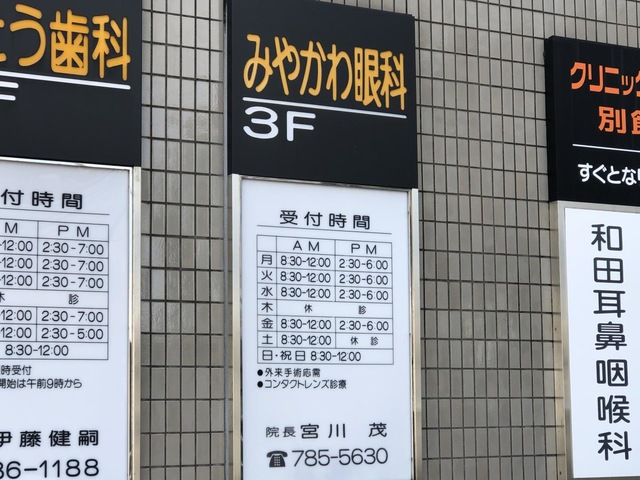 とう歯科
F
付時間
M PM
-12:00 2:30-7:00
-12:00 2:30-7:00
-12:00 2:30-7:00
休 診
-12:00 2:30-7:00
-12:00 2:30-5:00
8:30-12:00
時受付
開始は午前9時から
伊藤健嗣
86-1188
みやかわ眼科
3F
受付時間
AM PM
月 8:30-12:00 2:30-6:00
火 8:30-12:00 2:30-6:00
水 8:30-12:00 2:30-6:00
木 休 診
金 8:30-12:00 2:30-6:00
土 8:30-12:00 休診
日・祝日 8:30-12:00
●外来手術応需
●コンタクトレンズ診療
院長 宮川 茂
☎785-5630
クリニック
別館
すぐとなり
和田耳鼻咽喉科